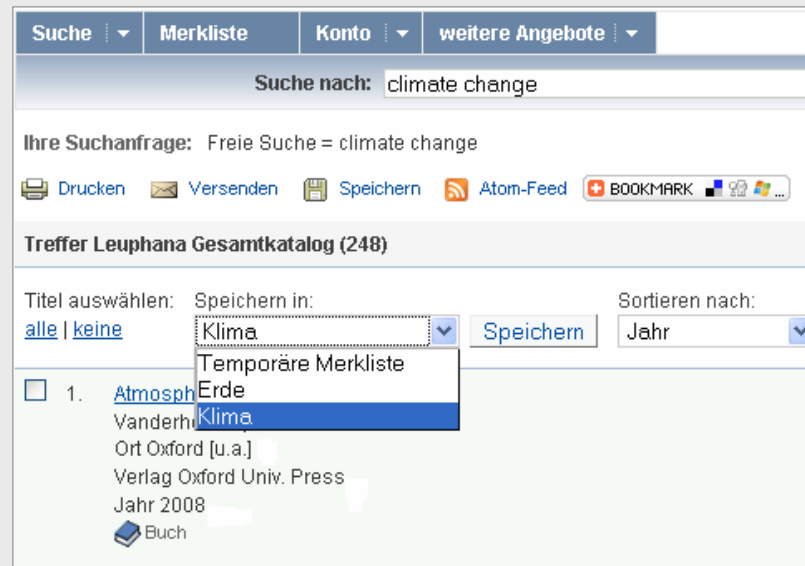 Suche Merkliste Konto weitere Angebote
Suche nach: climate change
Ihre Suchanfrage: Freie Suche = climate change
Drucken Versenden Speichern Atom-Feed BOOKMARK ...
Treffer Leuphana Gesamtkatalog (248)
Titel auswählen: Speichern in: Sortieren nach:
alle | keine Klima Speichern Jahr
Temporäre Merkliste
Erde
Klima
1. Atmosph
Vanderh
Ort Oxford [u.a.]
Verlag Oxford Univ. Press
Jahr 2008
Buch